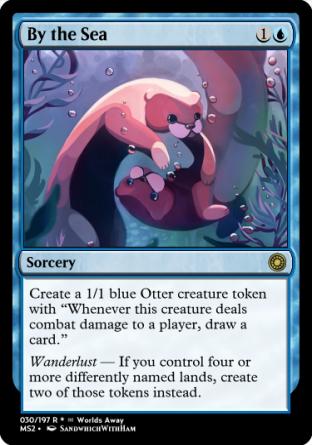 By the Sea 1
Sorcery
Create a 1/1 blue Otter creature token
with “Whenever this creature deals
combat damage to a player, draw a
card.”
Wanderlust — If you control four or
more differently named lands, create
two of those tokens instead.
030/197 R * = Worlds Away
MS2 • SandwichWithHam